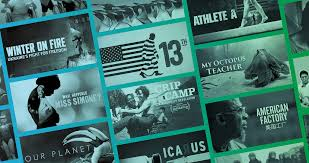 WINTER ON FIRE
UKRAINE'S FIGHT FOR FREEDOM
WHAT HAPPENED
MISS SIMONE?
OUR PLANET
13TH
CRIP
CAMP
ICARUS
ATHLETE A
MY OCTOPUS
TEACHER
AMERICAN
FACTORY